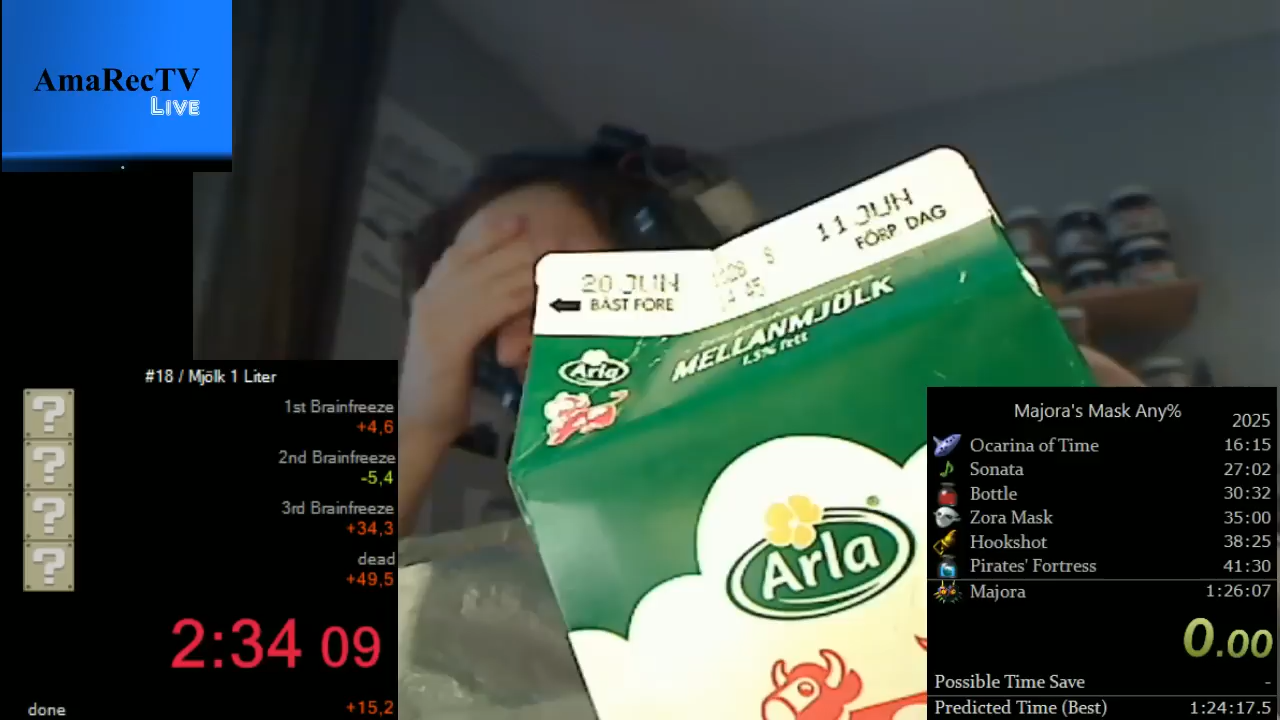 AmaRecTV
LIVE
20 JUN
BÄST FÖRE
11 JUN
FÖRP DAG
MELLANMJÖLK
1,5% fett
Arla
Arla
#18 / Mjölk 1 Liter
1st Brainfreeze
+4,6
2nd Brainfreeze
-5,4
3rd Brainfreeze
+34,3
dead
+49,5
2:34 09
done +15,2
Majora's Mask Any%
2025
Ocarina of Time 16:15
Sonata 27:02
Bottle 30:32
Zora Mask 35:00
Hookshot 38:25
Pirates' Fortress 41:30
Majora 1:26:07
0.00
Possible Time Save -
Predicted Time (Best) 1:24:17.5